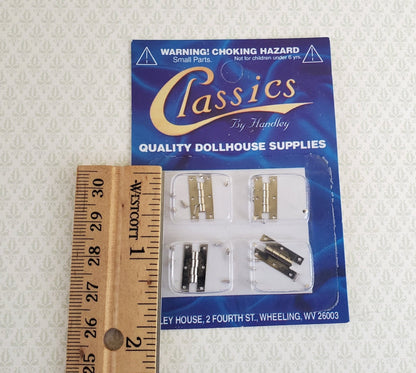 WARNING! CHOKING HAZARD
Small Parts. Not for children under 6 yrs.
Classics
By Handley
QUALITY DOLLHOUSE SUPPLIES
LEY HOUSE, 2 FOURTH ST., WHEELING, WV 26003
30
29
28
27
26
25
WESTCOTT
1
2